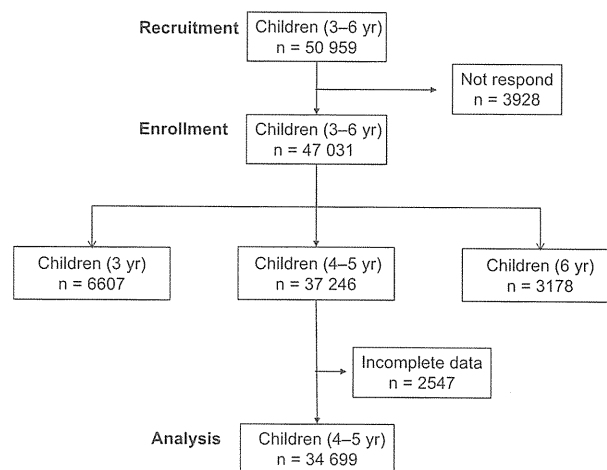 Recruitment
Children (3–6 yr)
n = 50 959
Not respond
n = 3928
Enrollment
Children (3–6 yr)
n = 47 031
Children (3 yr)
n = 6607
Children (4–5 yr)
n = 37 246
Children (6 yr)
n = 3178
Incomplete data
n = 2547
Analysis
Children (4–5 yr)
n = 34 699